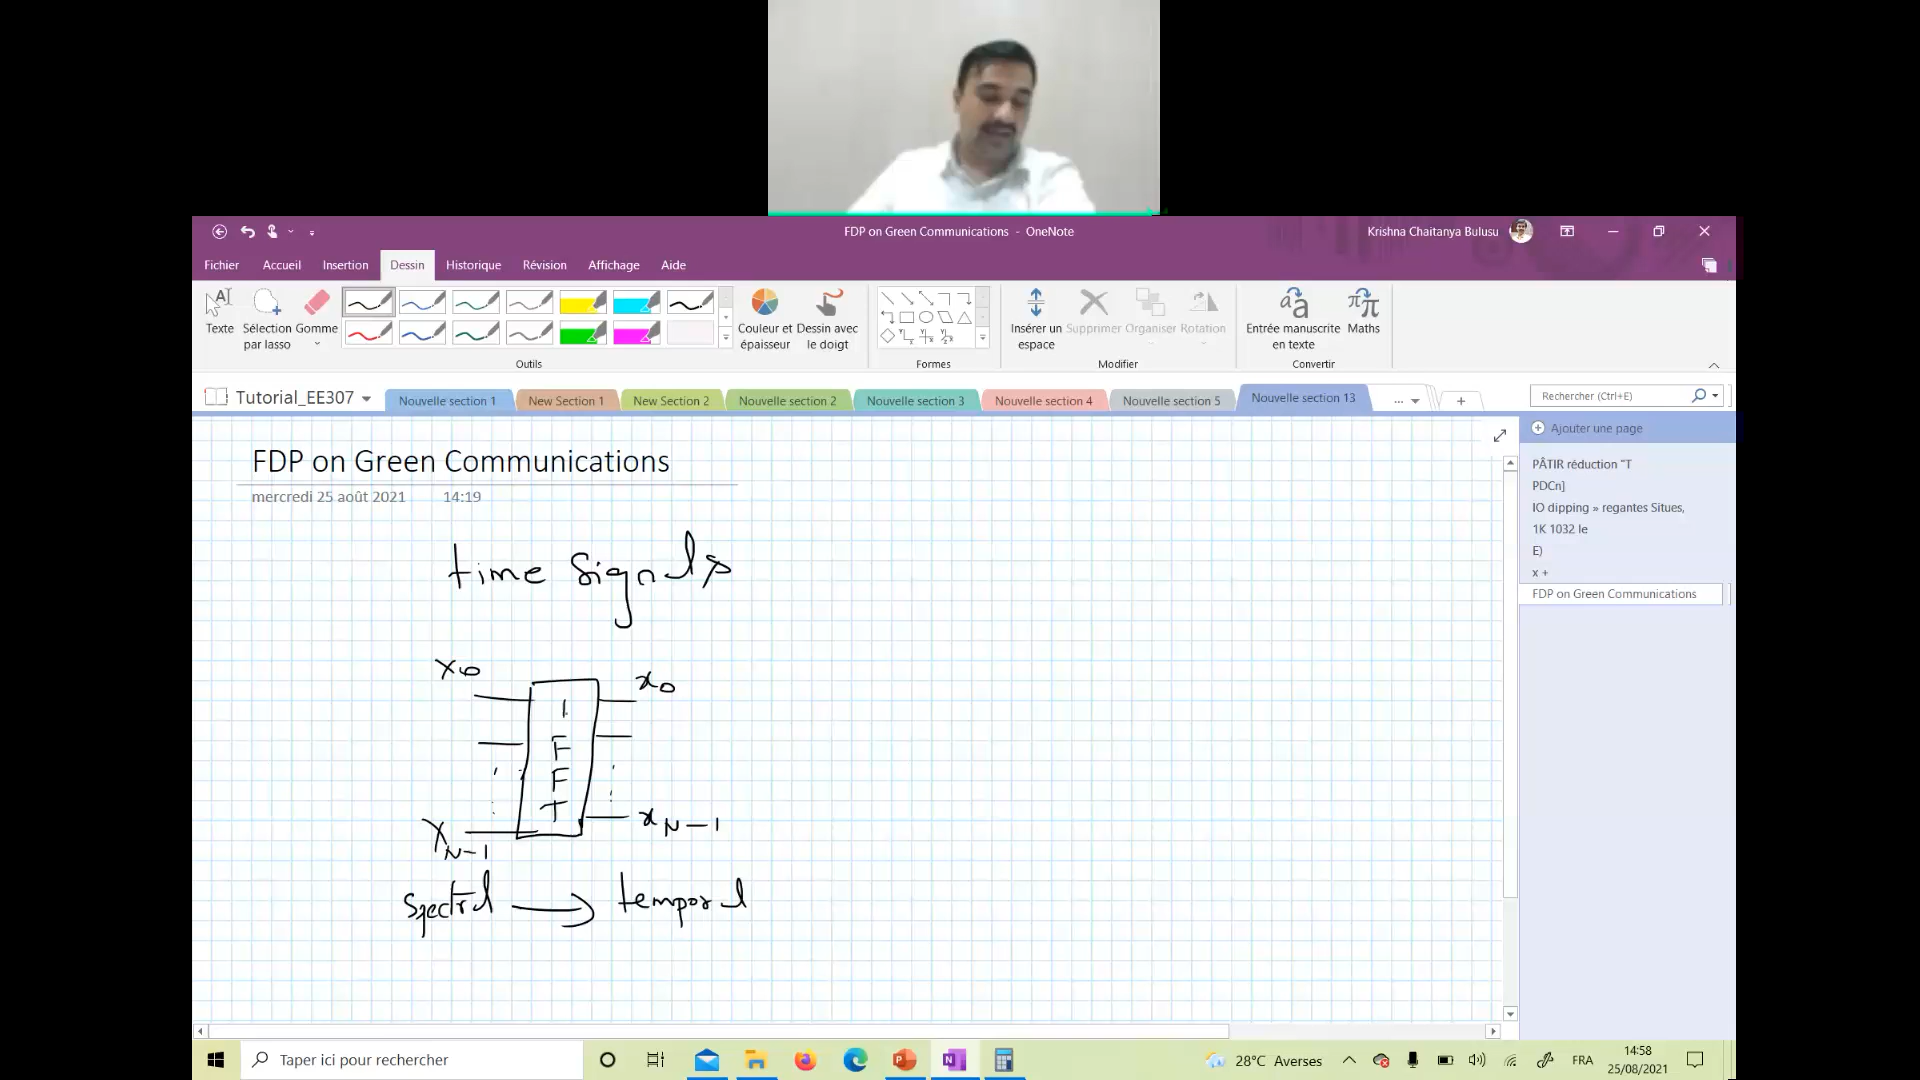 FDP on Green Communications - OneNote
Krishna Chaitanya Bulusu
Fichier Accueil Insertion Dessin Historique Révision Affichage Aide
Texte
Sélection par lasso
Gomme
Couleur et épaisseur
Dessin avec le doigt
Insérer un espace
Supprimer
Organiser
Rotation
Entrée manuscrite en texte
Maths
Outils Formes Modifier Convertir
Tutorial_EE307
Nouvelle section 1 New Section 1 New Section 2 Nouvelle section 2 Nouvelle section 3 Nouvelle section 4 Nouvelle section 5 Nouvelle section 13 ...
Rechercher (Ctrl+E)
Ajouter une page
PÂTIR réduction "T
PDCn]
IO dipping » regantes Situes,
1K 1032 le
E)
x +
FDP on Green Communications
FDP on Green Communications
mercredi 25 août 2021 14:19
time Signals
X0 x0
I
F
F
T
XN-1 xN-1
spectral → temporal
Taper ici pour rechercher
28°C Averses
FRA
14:58
25/08/2021